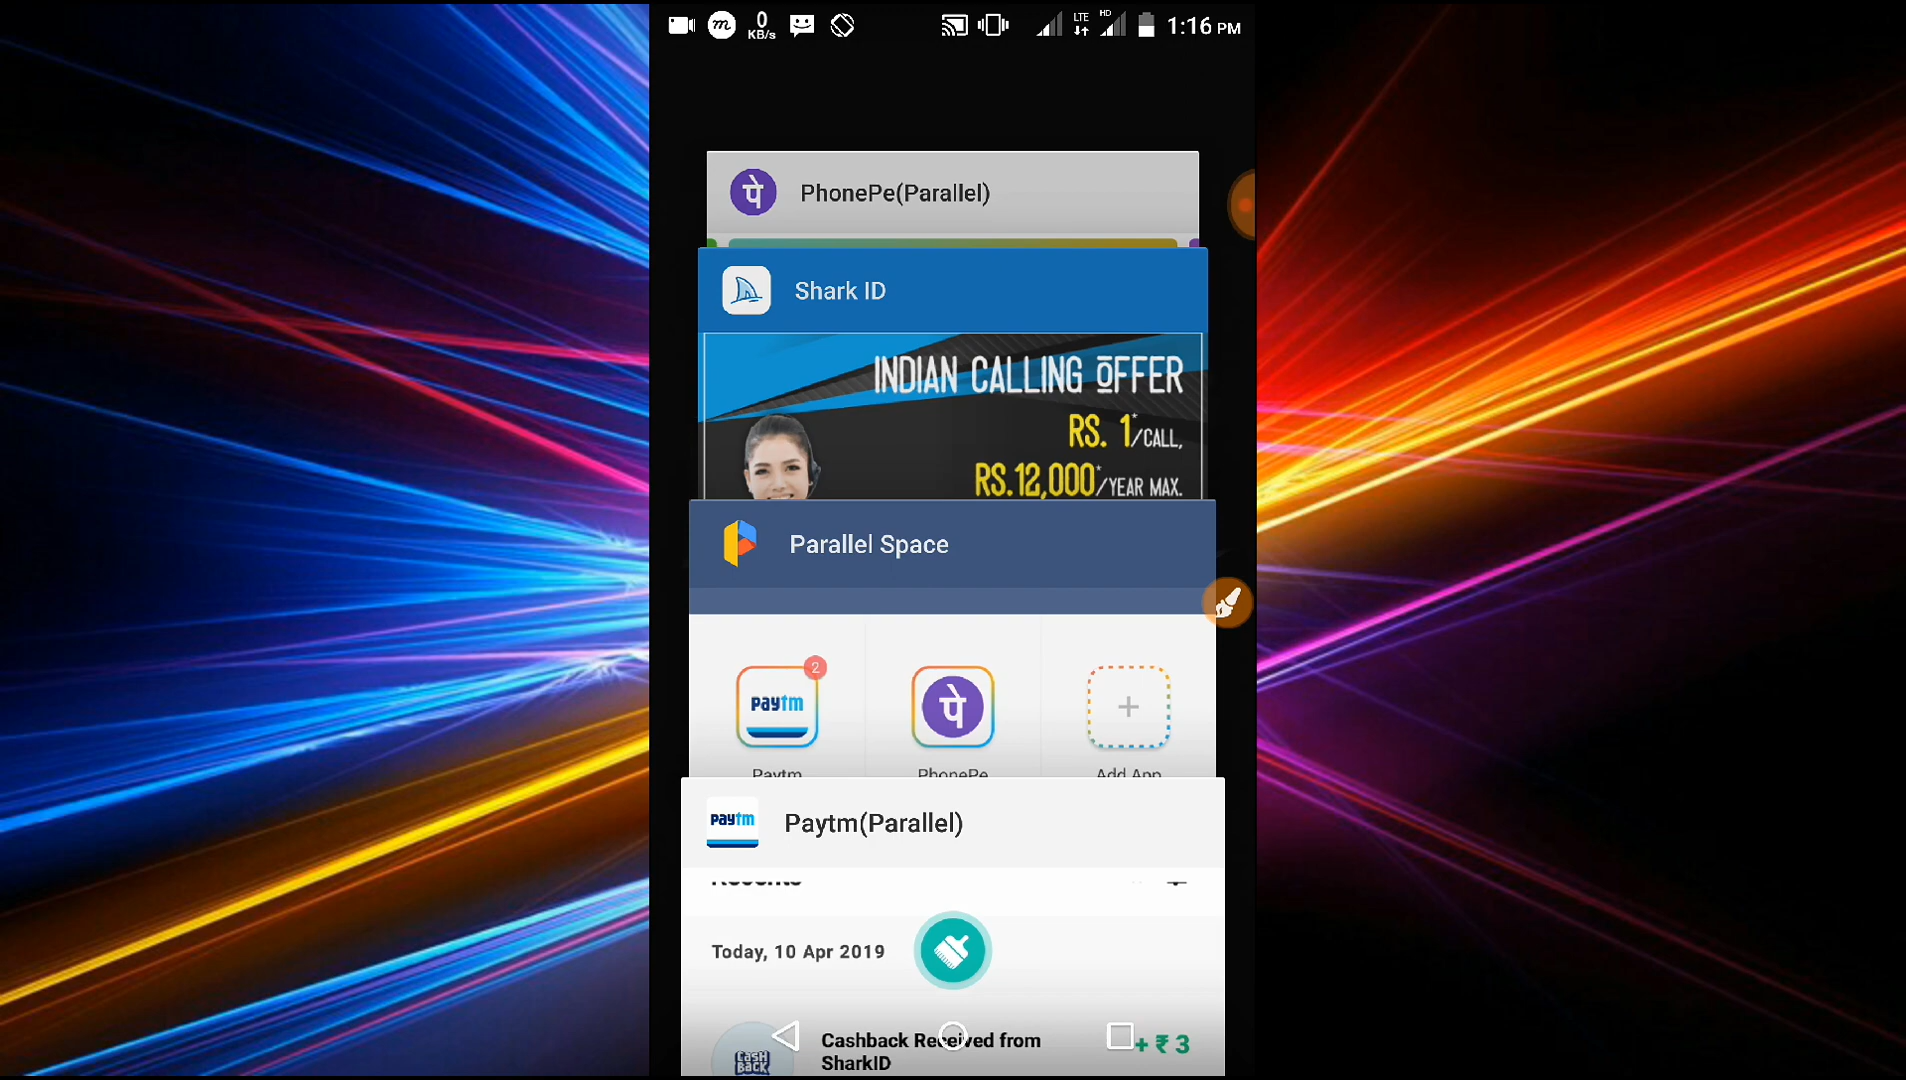 0
KB/s
LTE
HD
1:16 PM
पे
PhonePe(Parallel)
Shark ID
INDIAN CALLING OFFER
RS. 1*/CALL,
RS.12,000*/YEAR MAX.
Parallel Space
2
paytm
पे
Paytm
PhonePe
Add App
paytm
Paytm(Parallel)
Recents
Today, 10 Apr 2019
Cashback Received from
SharkID
+ ₹ 3
CASH
BACK